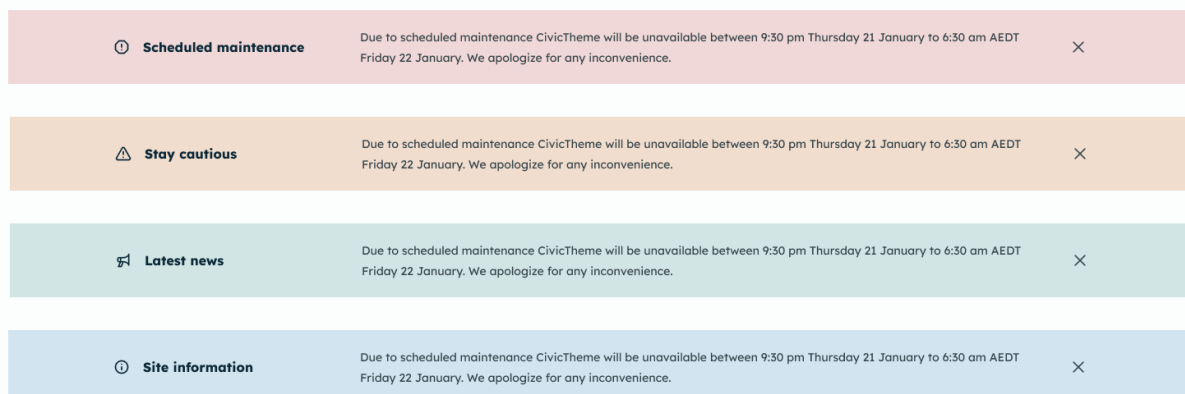 Scheduled maintenance
Due to scheduled maintenance CivicTheme will be unavailable between 9:30 pm Thursday 21 January to 6:30 am AEDT
Friday 22 January. We apologize for any inconvenience.
Stay cautious
Due to scheduled maintenance CivicTheme will be unavailable between 9:30 pm Thursday 21 January to 6:30 am AEDT
Friday 22 January. We apologize for any inconvenience.
Latest news
Due to scheduled maintenance CivicTheme will be unavailable between 9:30 pm Thursday 21 January to 6:30 am AEDT
Friday 22 January. We apologize for any inconvenience.
Site information
Due to scheduled maintenance CivicTheme will be unavailable between 9:30 pm Thursday 21 January to 6:30 am AEDT
Friday 22 January. We apologize for any inconvenience.